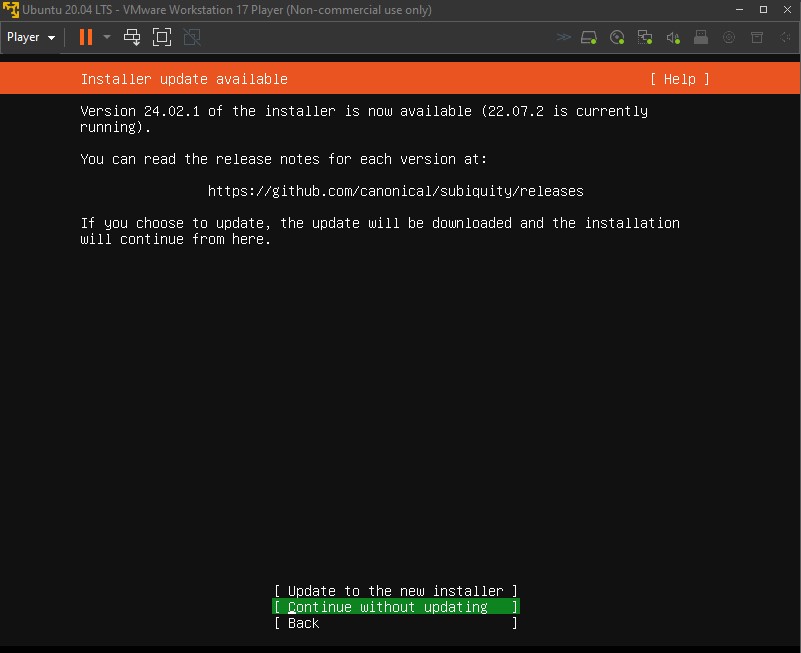 Ubuntu 20.04 LTS - VMware Workstation 17 Player (Non-commercial use only)
Player
Installer update available [ Help ]
Version 24.02.1 of the installer is now available (22.07.2 is currently
running).
You can read the release notes for each version at:
https://github.com/canonical/subiquity/releases
If you choose to update, the update will be downloaded and the installation
will continue from here.
[ Update to the new installer ]
[ Continue without updating ]
[ Back ]